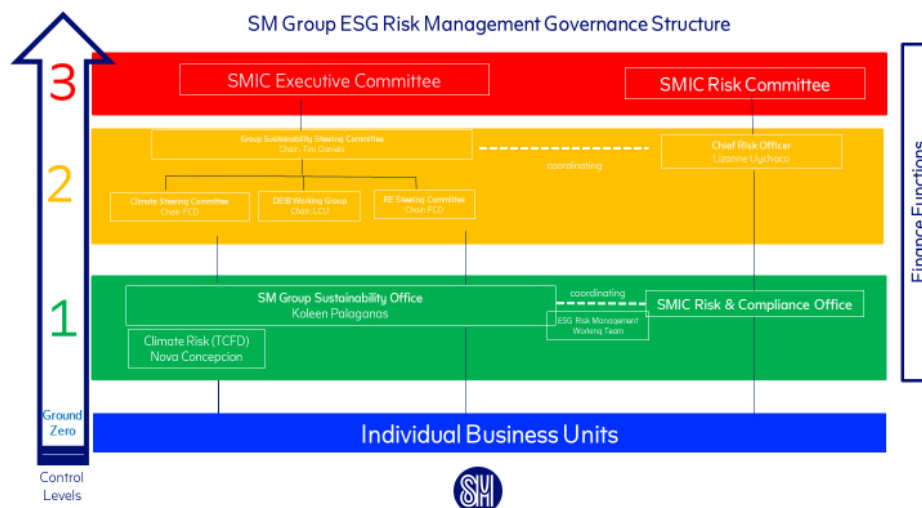 SM Group ESG Risk Management Governance Structure
3
SMIC Executive Committee
SMIC Risk Committee
2
Group Sustainability Steering Committee
Chair: Tim Daniels
coordinating
Chief Risk Officer
Lizanne Uychaco
Climate Steering Committee
Chair: FCD
DEIB Working Group
Chair: LCU
RE Steering Committee
Chair: FCD
1
SM Group Sustainability Office
Koleen Palaganas
coordinating
SMIC Risk & Compliance Office
ESG Risk Management
Working Team
Climate Risk (TCFD)
Nova Concepcion
Ground
Zero
Individual Business Units
Control
Levels
Finance Functions
SM